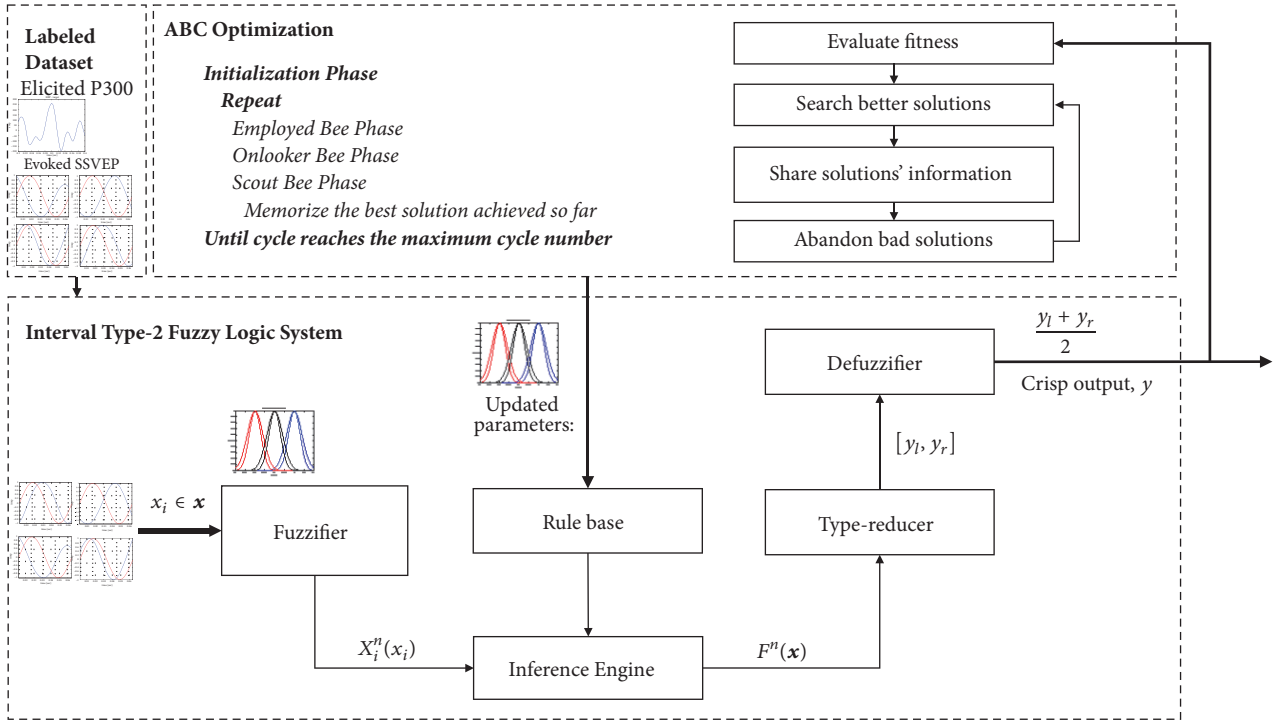 Labeled
Dataset
Elicited P300
Evoked SSVEP
ABC Optimization
Initialization Phase
Repeat
Employed Bee Phase
Onlooker Bee Phase
Scout Bee Phase
Memorize the best solution achieved so far
Until cycle reaches the maximum cycle number
Evaluate fitness
Search better solutions
Share solutions’ information
Abandon bad solutions
Interval Type-2 Fuzzy Logic System
Updated
parameters:
x_i ∈ x
Fuzzifier
Rule base
X_i^n(x_i)
Inference Engine
F^n(x)
Type-reducer
[y_l, y_r]
Defuzzifier
y_l + y_r
2
Crisp output, y